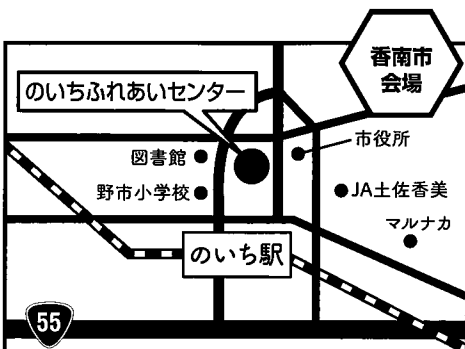 香南市
会場
のいちふれあいセンター
図書館
市役所
野市小学校
JA土佐香美
マルナカ
のいち駅
55